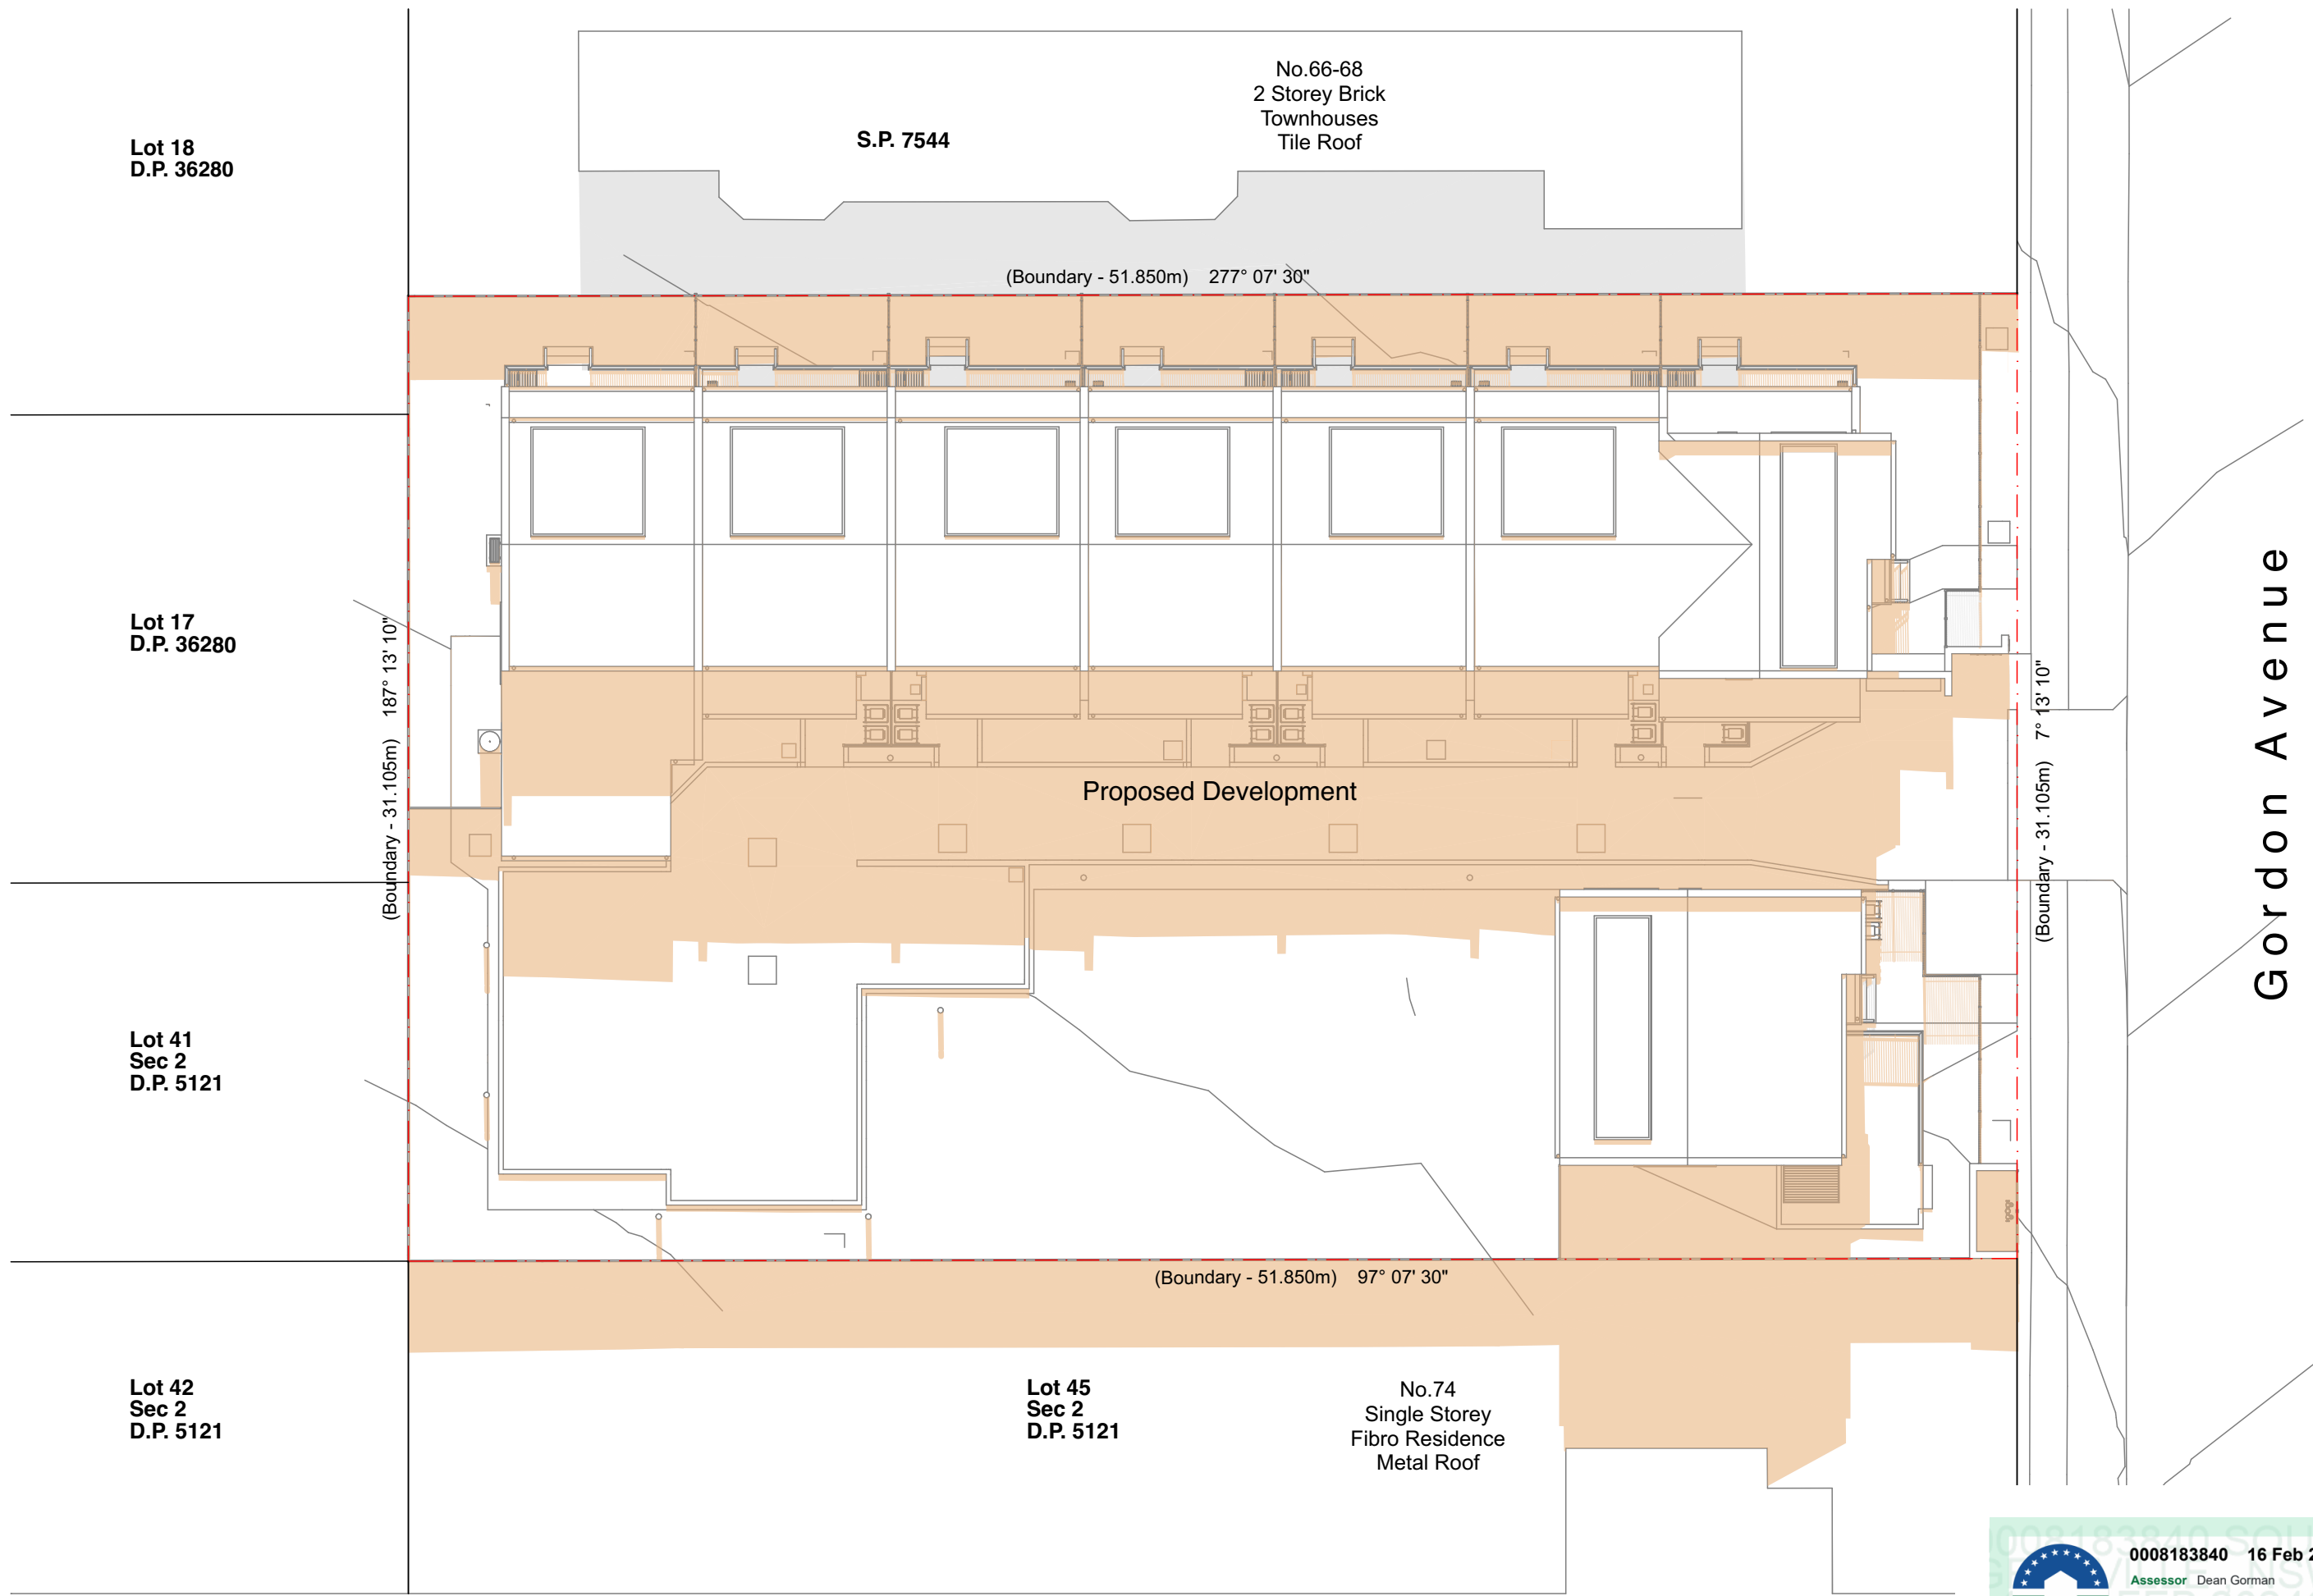 No.66-68
2 Storey Brick
Townhouses
Tile Roof
S.P. 7544
Lot 18
D.P. 36280
(Boundary - 51.850m) 277° 07' 30"
Lot 17
D.P. 36280
(Boundary - 31.105m) 187° 13' 10"
Proposed Development
(Boundary - 31.105m) 7° 13' 10"
Gordon Avenue
Lot 41
Sec 2
D.P. 5121
(Boundary - 51.850m) 97° 07' 30"
Lot 42
Sec 2
D.P. 5121
Lot 45
Sec 2
D.P. 5121
No.74
Single Storey
Fibro Residence
Metal Roof
0008183840 16 Feb 2
Assessor Dean Gorman